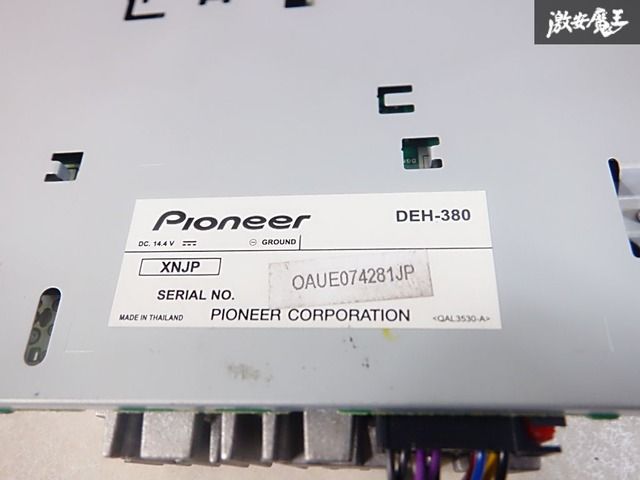 激安魔王
Pioneer DEH-380
DC. 14.4 V ⊖ GROUND
XNJP
SERIAL NO. OAUE074281JP
MADE IN THAILAND PIONEER CORPORATION <QAL3530-A>